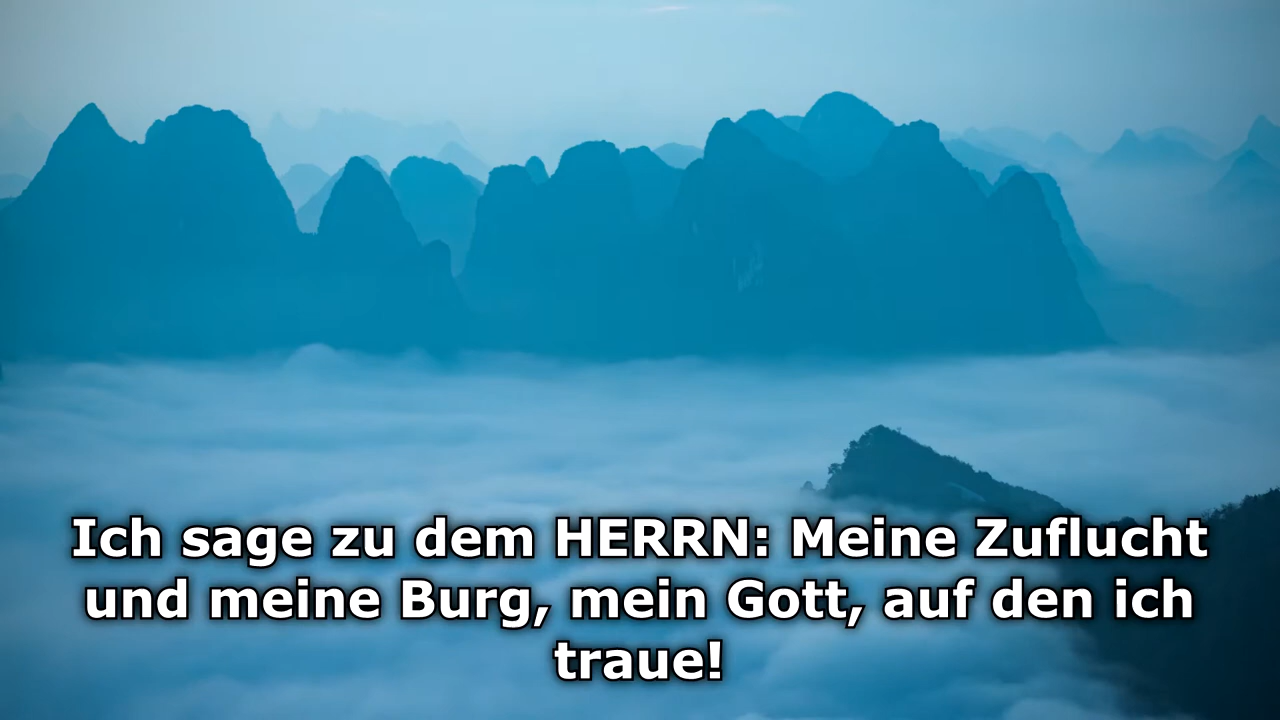 Ich sage zu dem HERRN: Meine Zuflucht
und meine Burg, mein Gott, auf den ich
traue!